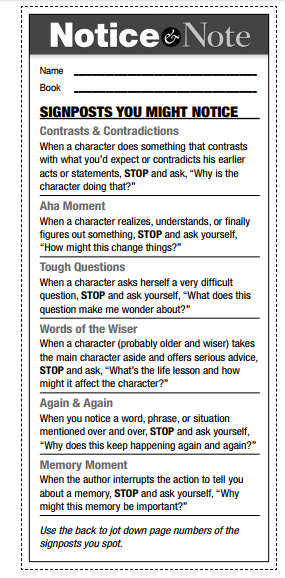 Notice & Note
Name
Book
SIGNPOSTS YOU MIGHT NOTICE
Contrasts & Contradictions
When a character does something that contrasts
with what you'd expect or contradicts his earlier
acts or statements, STOP and ask, “Why is the
character doing that?”
Aha Moment
When a character realizes, understands, or finally
figures out something, STOP and ask yourself,
“How might this change things?”
Tough Questions
When a character asks herself a very difficult
question, STOP and ask yourself, “What does this
question make me wonder about?”
Words of the Wiser
When a character (probably older and wiser) takes
the main character aside and offers serious advice,
STOP and ask, “What's the life lesson and how
might it affect the character?”
Again & Again
When you notice a word, phrase, or situation
mentioned over and over, STOP and ask yourself,
“Why does this keep happening again and again?”
Memory Moment
When the author interrupts the action to tell you
about a memory, STOP and ask yourself, “Why
might this memory be important?”
Use the back to jot down page numbers of the
signposts you spot.